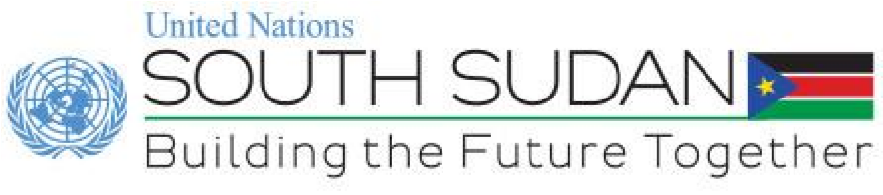 United Nations
SOUTH SUDAN
Building the Future Together